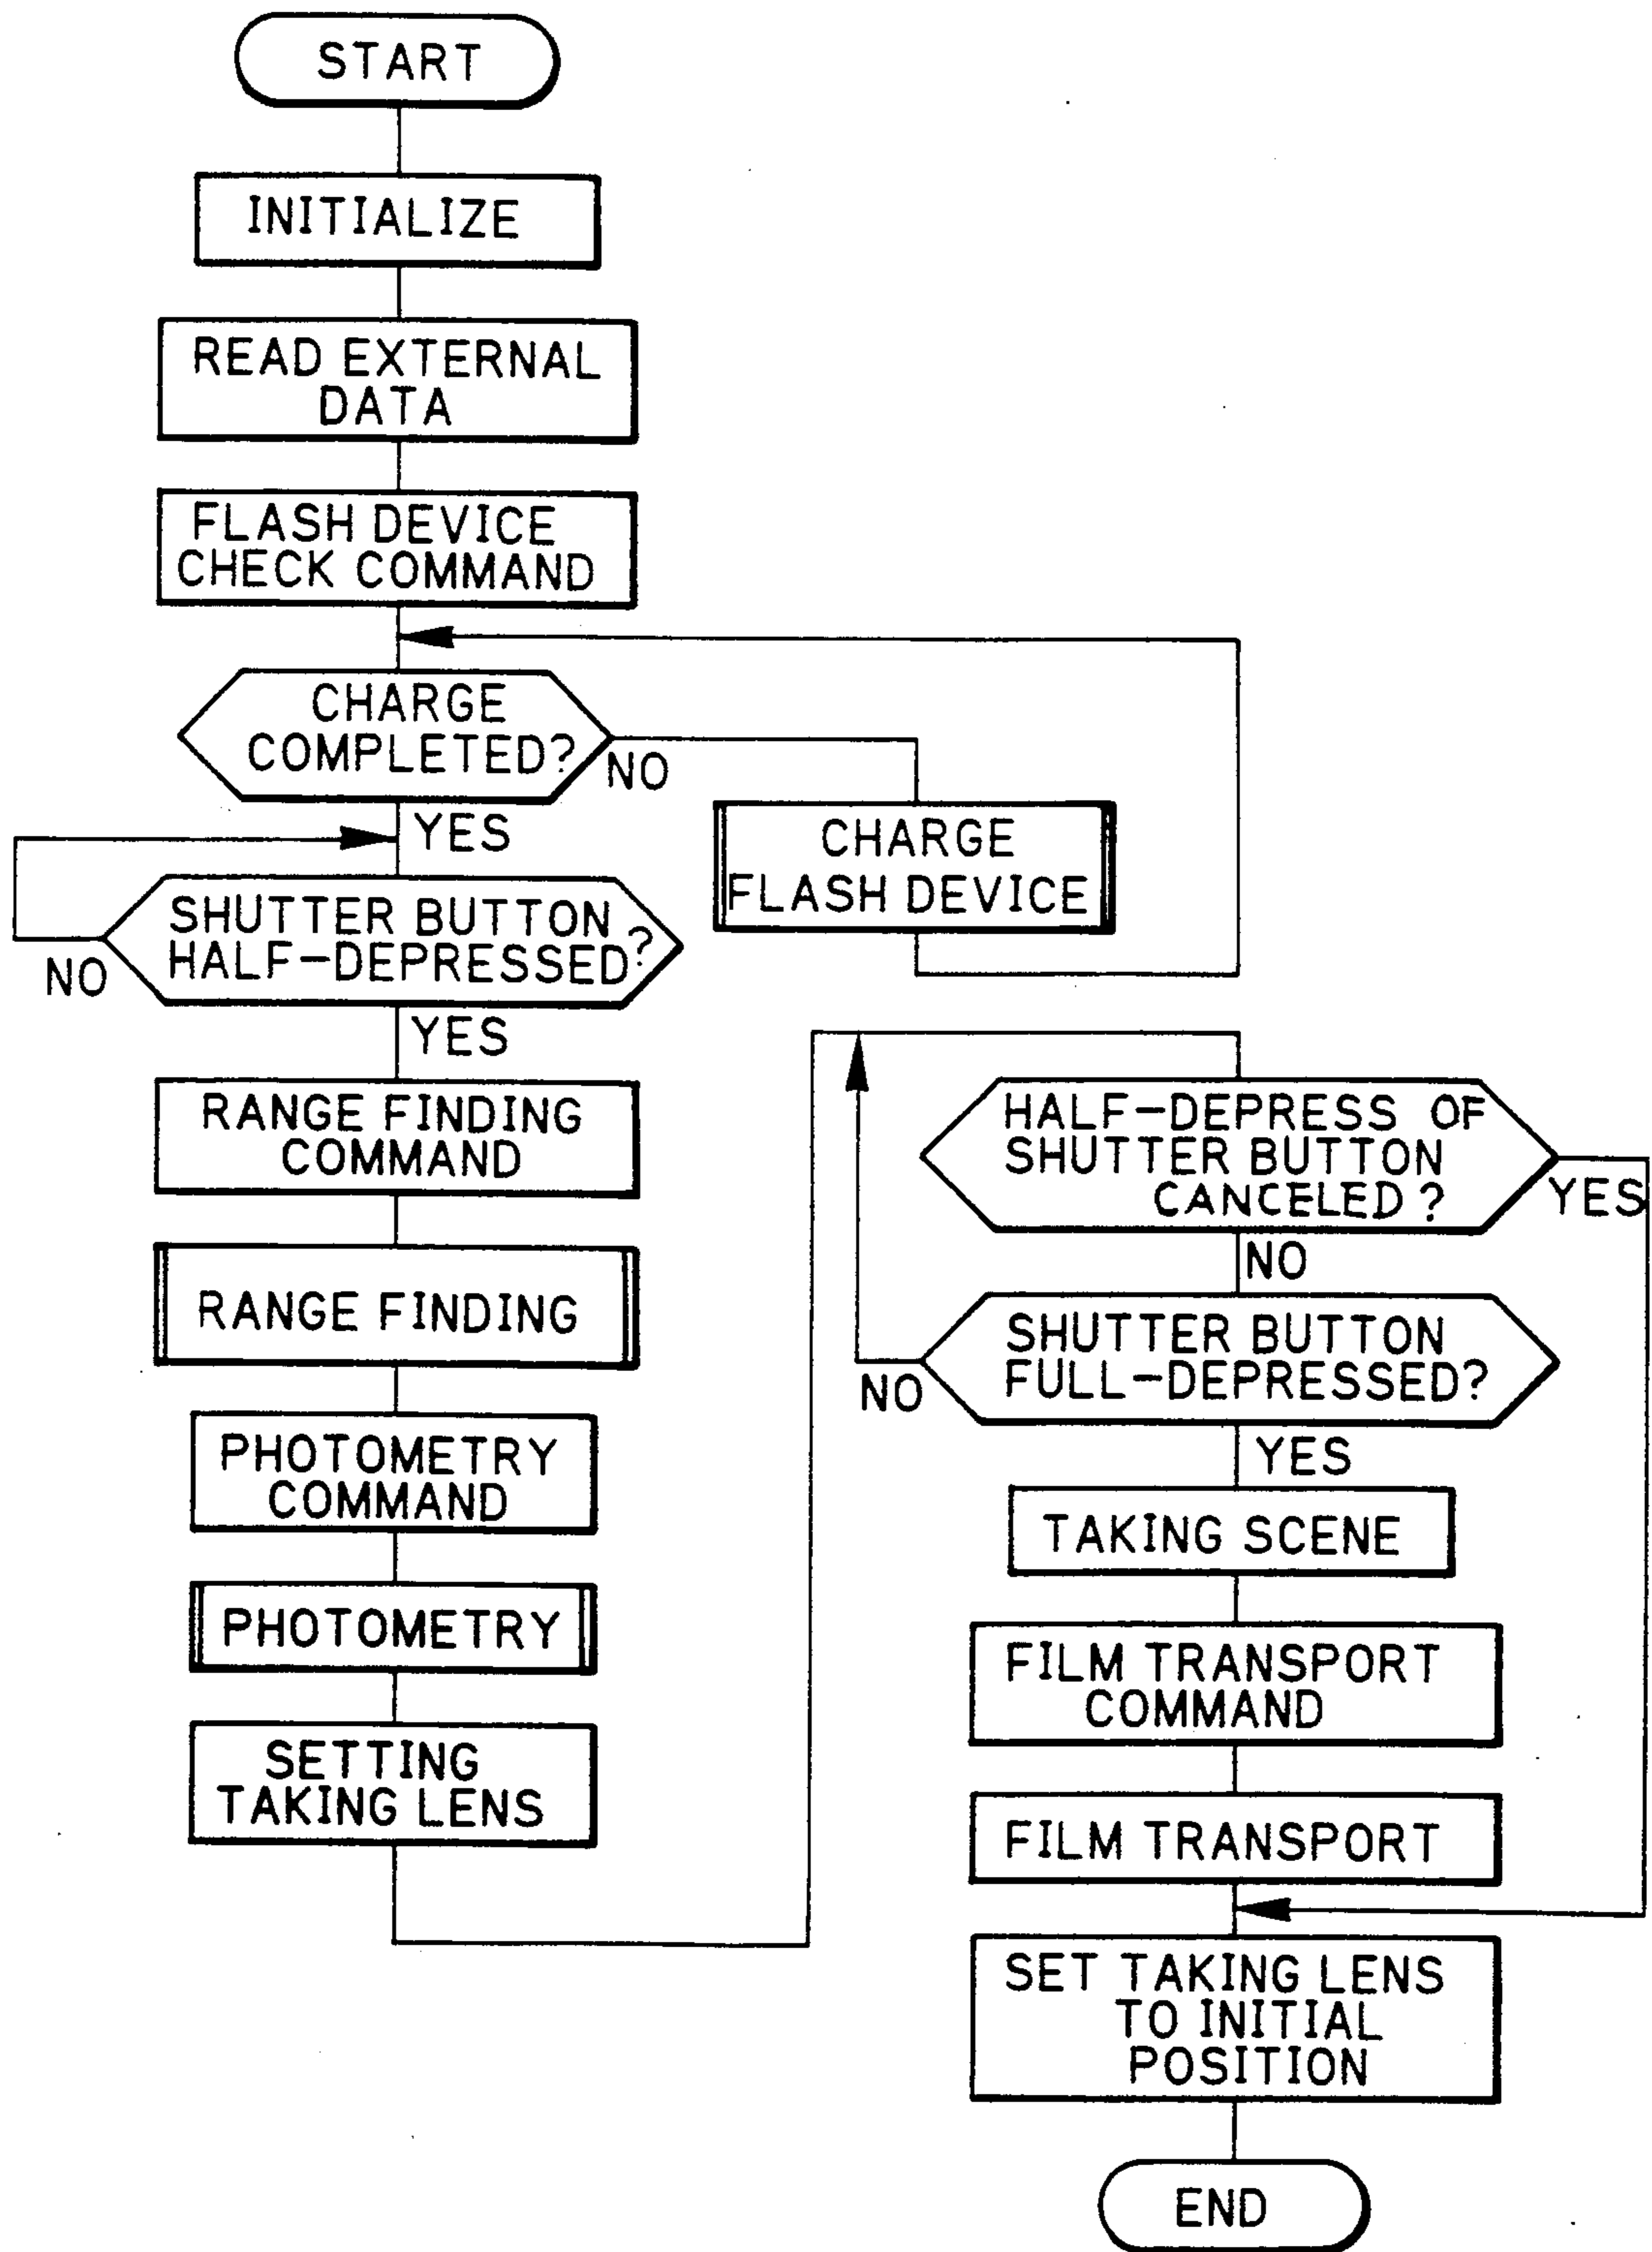 START
INITIALIZE
READ EXTERNAL
DATA
FLASH DEVICE
CHECK COMMAND
CHARGE
COMPLETED?
NO
CHARGE
FLASH DEVICE
YES
SHUTTER BUTTON
HALF-DEPRESSED?
NO
YES
RANGE FINDING
COMMAND
RANGE FINDING
PHOTOMETRY
COMMAND
PHOTOMETRY
SETTING
TAKING LENS
HALF-DEPRESS OF
SHUTTER BUTTON
CANCELED?
YES
NO
SHUTTER BUTTON
FULL-DEPRESSED?
NO
YES
TAKING SCENE
FILM TRANSPORT
COMMAND
FILM TRANSPORT
SET TAKING LENS
TO INITIAL
POSITION
END